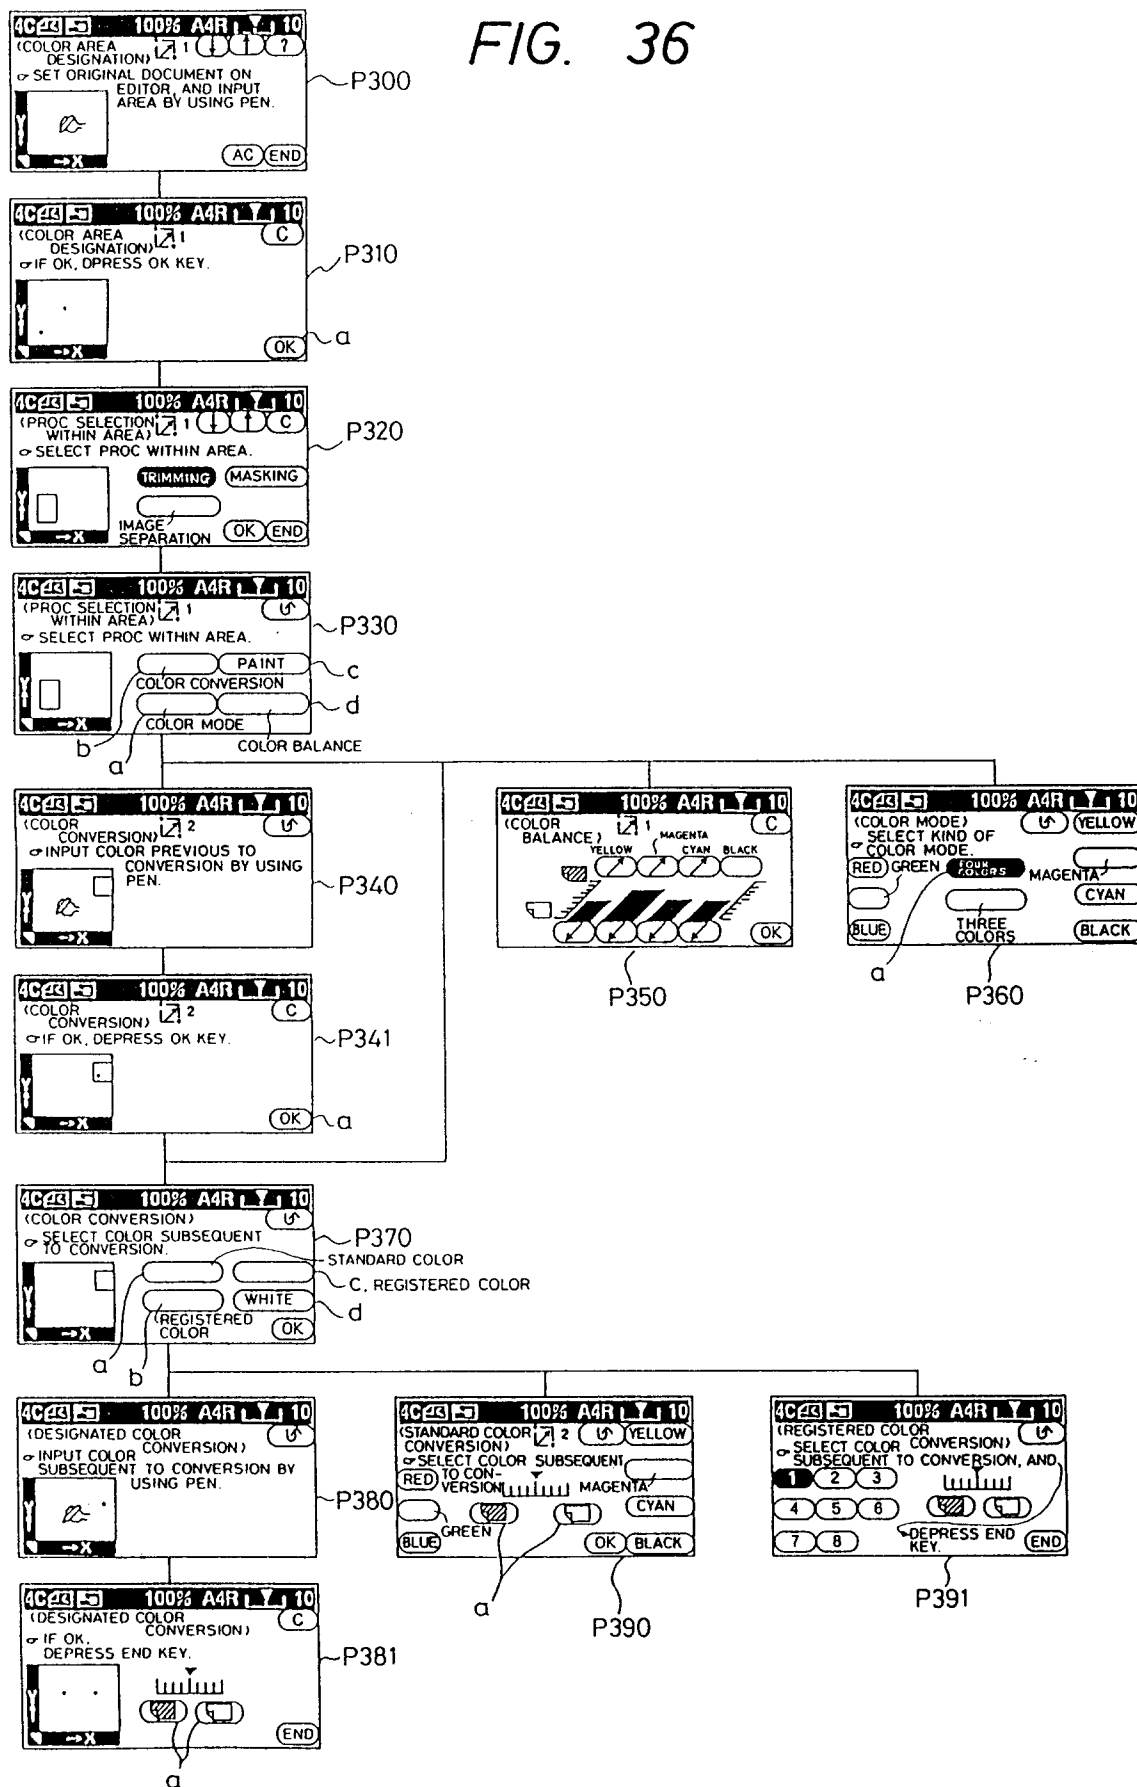 FIG. 36
4C 100% A4R 10
(COLOR AREA
DESIGNATION) 1 ?
SET ORIGINAL DOCUMENT ON
EDITOR, AND INPUT
AREA BY USING PEN.
Y
→X
AC END
P300
4C 100% A4R 10
(COLOR AREA
DESIGNATION) 1 C
IF OK, DPRESS OK KEY.
Y
→X
OK
a
P310
4C 100% A4R 10
(PROC SELECTION
WITHIN AREA) 1 C
SELECT PROC WITHIN AREA.
TRIMMING MASKING
Y
→X
IMAGE
SEPARATION
OK END
P320
4C 100% A4R 10
(PROC SELECTION
WITHIN AREA) 1
SELECT PROC WITHIN AREA.
PAINT
COLOR CONVERSION
Y
→X
COLOR MODE
COLOR BALANCE
P330
c
d
b
a
4C 100% A4R 10
(COLOR
CONVERSION) 2
INPUT COLOR PREVIOUS TO
CONVERSION BY USING
PEN.
Y
→X
P340
4C 100% A4R 10
(COLOR
BALANCE) 1 C
YELLOW MAGENTA CYAN BLACK
OK
P350
4C 100% A4R 10
(COLOR MODE) YELLOW
SELECT KIND OF
COLOR MODE.
RED GREEN FOUR
COLORS MAGENTA
CYAN
BLUE THREE
COLORS BLACK
a
P360
4C 100% A4R 10
(COLOR
CONVERSION) 2 C
IF OK, DEPRESS OK KEY.
Y
→X
OK
a
P341
4C 100% A4R 10
(COLOR CONVERSION)
SELECT COLOR SUBSEQUENT
TO CONVERSION.
STANDARD COLOR
C, REGISTERED COLOR
WHITE
d
Y
→X
(REGISTERED
COLOR
OK
P370
a
b
4C 100% A4R 10
(DESIGNATED COLOR
CONVERSION)
INPUT COLOR
SUBSEQUENT TO CONVERSION BY
USING PEN.
Y
→X
P380
4C 100% A4R 10
(STANDARD COLOR
CONVERSION) 2 YELLOW
SELECT COLOR SUBSEQUENT
RED TO CON-
VERSION MAGENTA
CYAN
GREEN
BLUE OK BLACK
a
P390
4C 100% A4R 10
(REGISTERED COLOR
CONVERSION)
SELECT COLOR
SUBSEQUENT TO CONVERSION, AND
1 2 3
4 5 6
7 8
DEPRESS END
KEY. END
P391
4C 100% A4R 10
(DESIGNATED COLOR
CONVERSION) C
IF OK,
DEPRESS END KEY.
Y
→X
END
P381
a